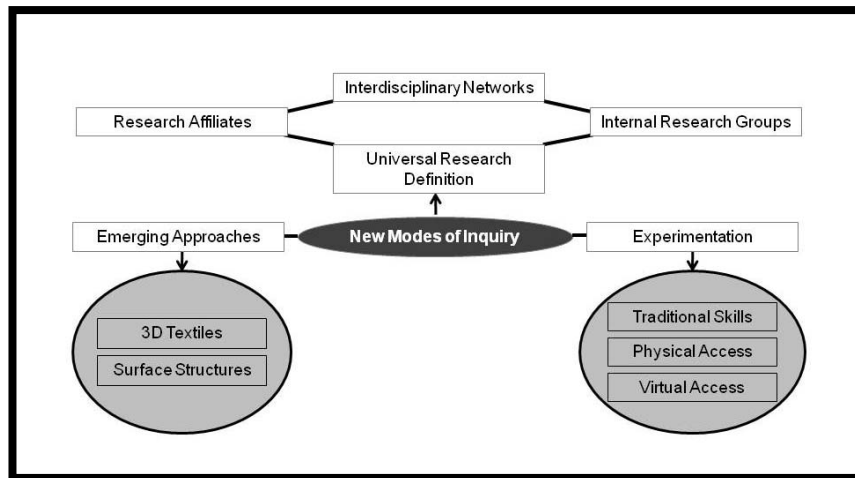 Interdisciplinary Networks
Research Affiliates
Internal Research Groups
Universal Research
Definition
Emerging Approaches
New Modes of Inquiry
Experimentation
3D Textiles
Surface Structures
Traditional Skills
Physical Access
Virtual Access